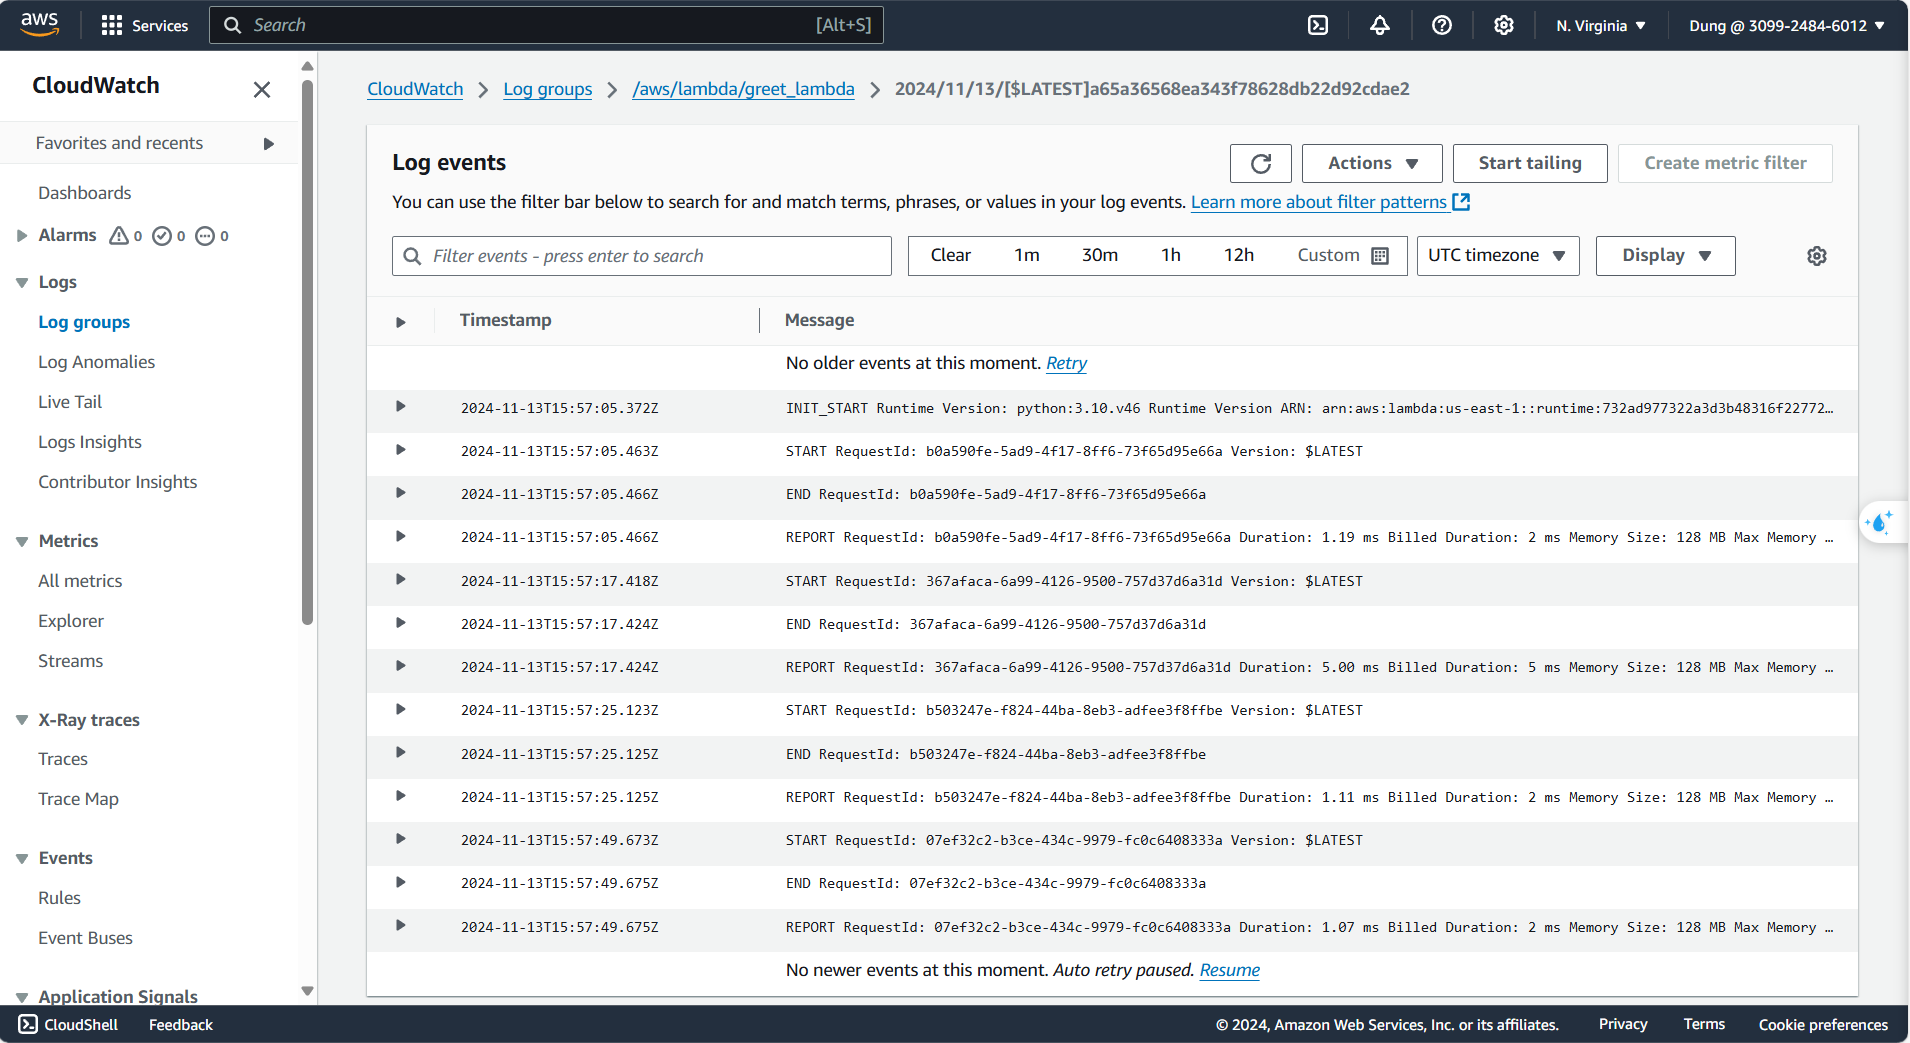 aws
Services
Search [Alt+S]
N. Virginia
Dung @ 3099-2484-6012
CloudWatch
Favorites and recents
Dashboards
Alarms 0 0 0
Logs
Log groups
Log Anomalies
Live Tail
Logs Insights
Contributor Insights
Metrics
All metrics
Explorer
Streams
X-Ray traces
Traces
Trace Map
Events
Rules
Event Buses
Application Signals
CloudWatch Log groups /aws/lambda/greet_lambda 2024/11/13/[$LATEST]a65a36568ea343f78628db22d92cdae2
Log events
Actions
Start tailing
Create metric filter
You can use the filter bar below to search for and match terms, phrases, or values in your log events. Learn more about filter patterns
Filter events - press enter to search
Clear 1m 30m 1h 12h Custom
UTC timezone
Display
Timestamp Message
No older events at this moment. Retry
2024-11-13T15:57:05.372Z INIT_START Runtime Version: python:3.10.v46 Runtime Version ARN: arn:aws:lambda:us-east-1::runtime:732ad977322a3d3b48316f22772…
2024-11-13T15:57:05.463Z START RequestId: b0a590fe-5ad9-4f17-8ff6-73f65d95e66a Version: $LATEST
2024-11-13T15:57:05.466Z END RequestId: b0a590fe-5ad9-4f17-8ff6-73f65d95e66a
2024-11-13T15:57:05.466Z REPORT RequestId: b0a590fe-5ad9-4f17-8ff6-73f65d95e66a Duration: 1.19 ms Billed Duration: 2 ms Memory Size: 128 MB Max Memory …
2024-11-13T15:57:17.418Z START RequestId: 367afaca-6a99-4126-9500-757d37d6a31d Version: $LATEST
2024-11-13T15:57:17.424Z END RequestId: 367afaca-6a99-4126-9500-757d37d6a31d
2024-11-13T15:57:17.424Z REPORT RequestId: 367afaca-6a99-4126-9500-757d37d6a31d Duration: 5.00 ms Billed Duration: 5 ms Memory Size: 128 MB Max Memory …
2024-11-13T15:57:25.123Z START RequestId: b503247e-f824-44ba-8eb3-adfee3f8ffbe Version: $LATEST
2024-11-13T15:57:25.125Z END RequestId: b503247e-f824-44ba-8eb3-adfee3f8ffbe
2024-11-13T15:57:25.125Z REPORT RequestId: b503247e-f824-44ba-8eb3-adfee3f8ffbe Duration: 1.11 ms Billed Duration: 2 ms Memory Size: 128 MB Max Memory …
2024-11-13T15:57:49.673Z START RequestId: 07ef32c2-b3ce-434c-9979-fc0c6408333a Version: $LATEST
2024-11-13T15:57:49.675Z END RequestId: 07ef32c2-b3ce-434c-9979-fc0c6408333a
2024-11-13T15:57:49.675Z REPORT RequestId: 07ef32c2-b3ce-434c-9979-fc0c6408333a Duration: 1.07 ms Billed Duration: 2 ms Memory Size: 128 MB Max Memory …
No newer events at this moment. Auto retry paused. Resume
CloudShell Feedback
© 2024, Amazon Web Services, Inc. or its affiliates. Privacy Terms Cookie preferences